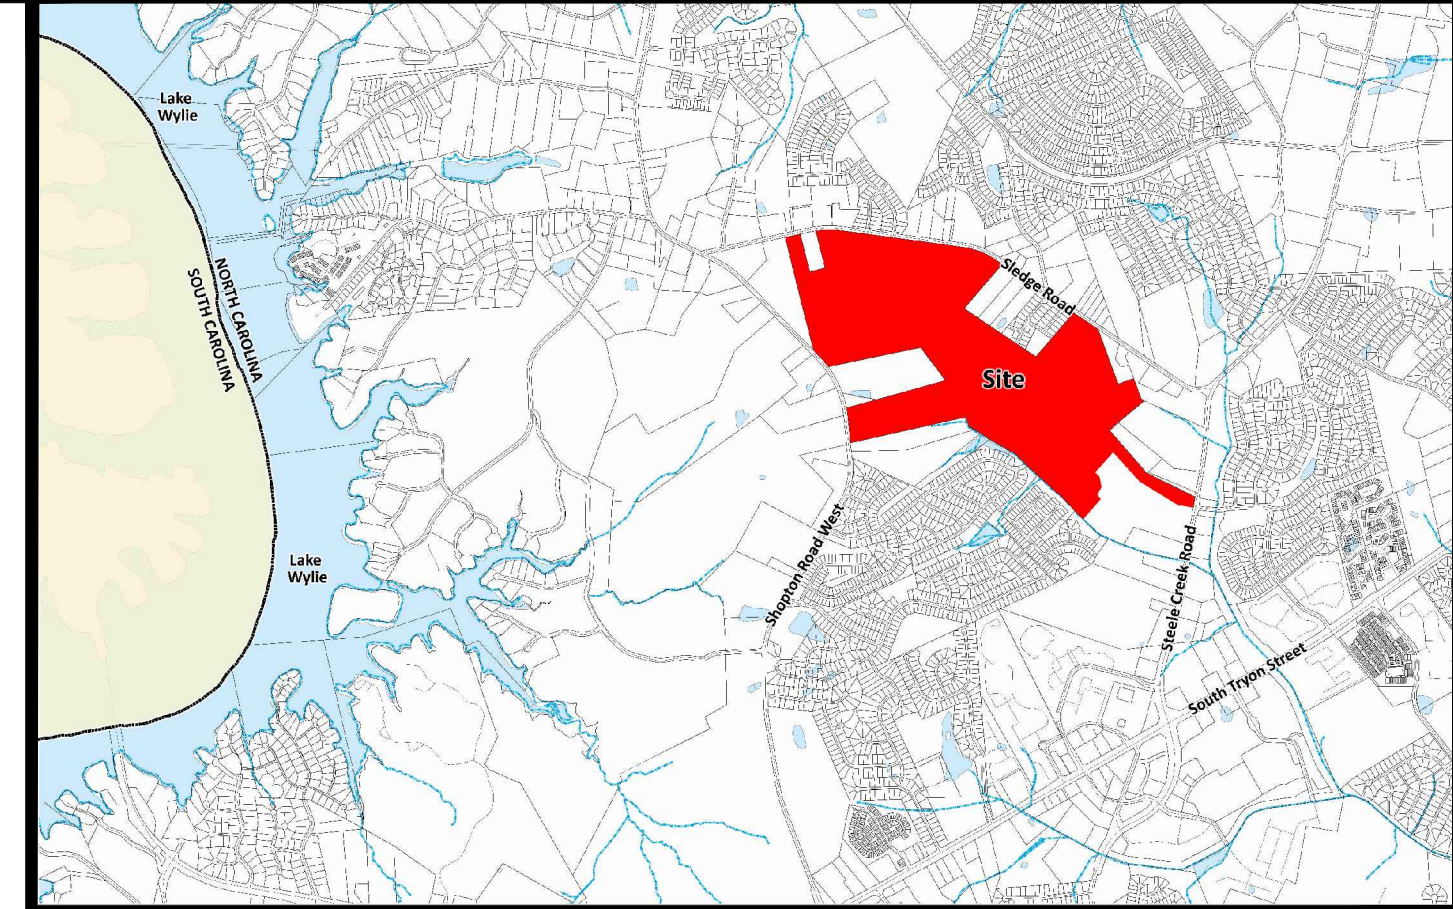 Lake
Wylie
NORTH CAROLINA
SOUTH CAROLINA
Sledge Road
Site
Lake
Wylie
Shopton Road West
Steele Creek Road
South Tryon Street